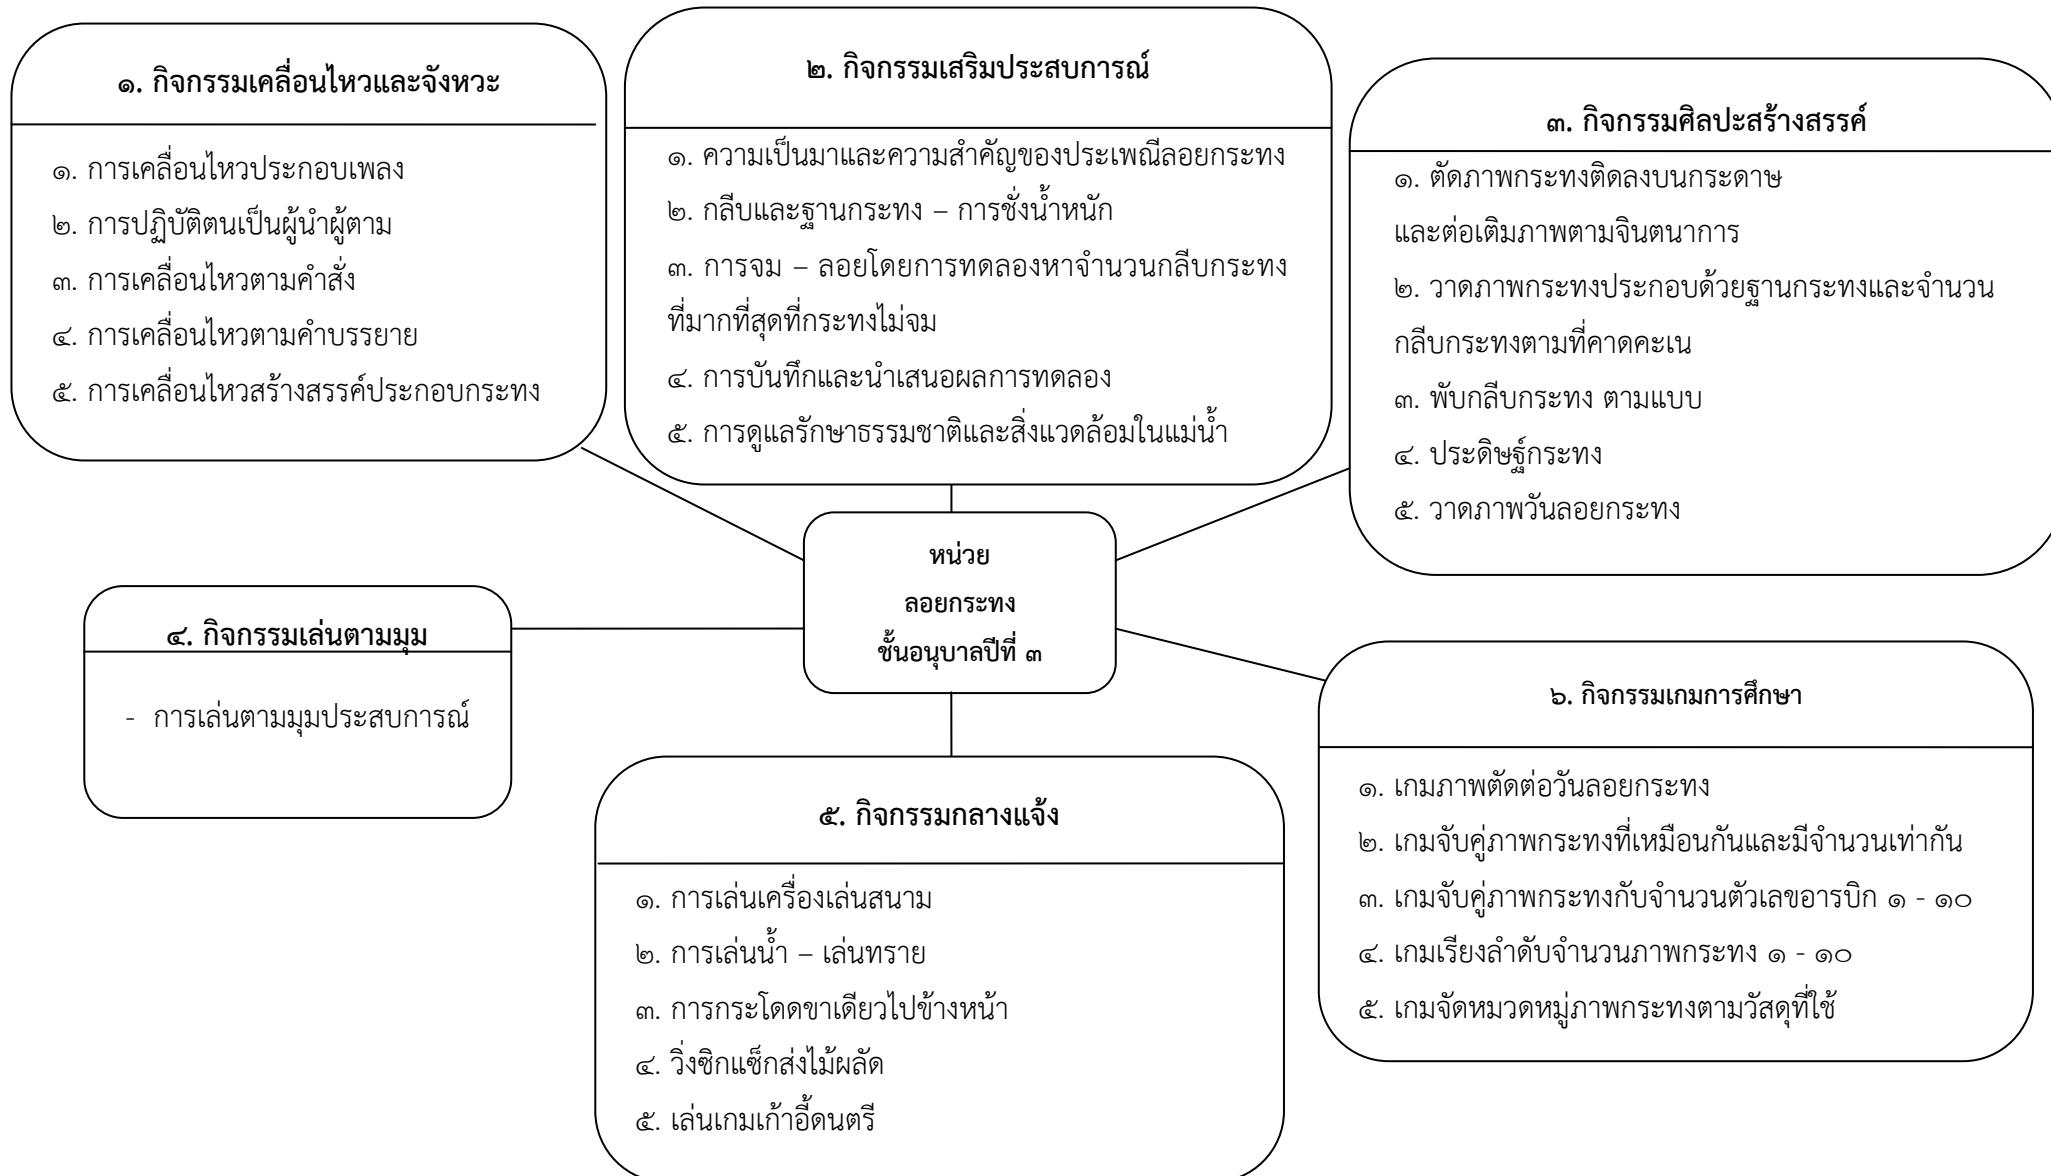 ๑. กิจกรรมเคลื่อนไหวและจังหวะ
๑. การเคลื่อนไหวประกอบเพลง
๒. การปฏิบัติตนเป็นผู้นำผู้ตาม
๓. การเคลื่อนไหวตามคำสั่ง
๔. การเคลื่อนไหวตามคำบรรยาย
๕. การเคลื่อนไหวสร้างสรรค์ประกอบกระทง
๒. กิจกรรมเสริมประสบการณ์
๑. ความเป็นมาและความสำคัญของประเพณีลอยกระทง
๒. กลีบและฐานกระทง – การชั่งน้ำหนัก
๓. การจม – ลอยโดยการทดลองหาจำนวนกลีบกระทง
ที่มากที่สุดที่กระทงไม่จม
๔. การบันทึกและนำเสนอผลการทดลอง
๕. การดูแลรักษาธรรมชาติและสิ่งแวดล้อมในแม่น้ำ
๓. กิจกรรมศิลปะสร้างสรรค์
๑. ตัดภาพกระทงติดลงบนกระดาษ
และต่อเติมภาพตามจินตนาการ
๒. วาดภาพกระทงประกอบด้วยฐานกระทงและจำนวน
กลีบกระทงตามที่คาดคะเน
๓. พับกลีบกระทง ตามแบบ
๔. ประดิษฐ์กระทง
๕. วาดภาพวันลอยกระทง
หน่วย
ลอยกระทง
ชั้นอนุบาลปีที่ ๓
๔. กิจกรรมเล่นตามมุม
- การเล่นตามมุมประสบการณ์
๕. กิจกรรมกลางแจ้ง
๑. การเล่นเครื่องเล่นสนาม
๒. การเล่นน้ำ – เล่นทราย
๓. การกระโดดขาเดียวไปข้างหน้า
๔. วิ่งซิกแซ็กส่งไม้ผลัด
๕. เล่นเกมเก้าอี้ดนตรี
๖. กิจกรรมเกมการศึกษา
๑. เกมภาพตัดต่อวันลอยกระทง
๒. เกมจับคู่ภาพกระทงที่เหมือนกันและมีจำนวนเท่ากัน
๓. เกมจับคู่ภาพกระทงกับจำนวนตัวเลขอารบิก ๑ - ๑๐
๔. เกมเรียงลำดับจำนวนภาพกระทง ๑ - ๑๐
๕. เกมจัดหมวดหมู่ภาพกระทงตามวัสดุที่ใช้